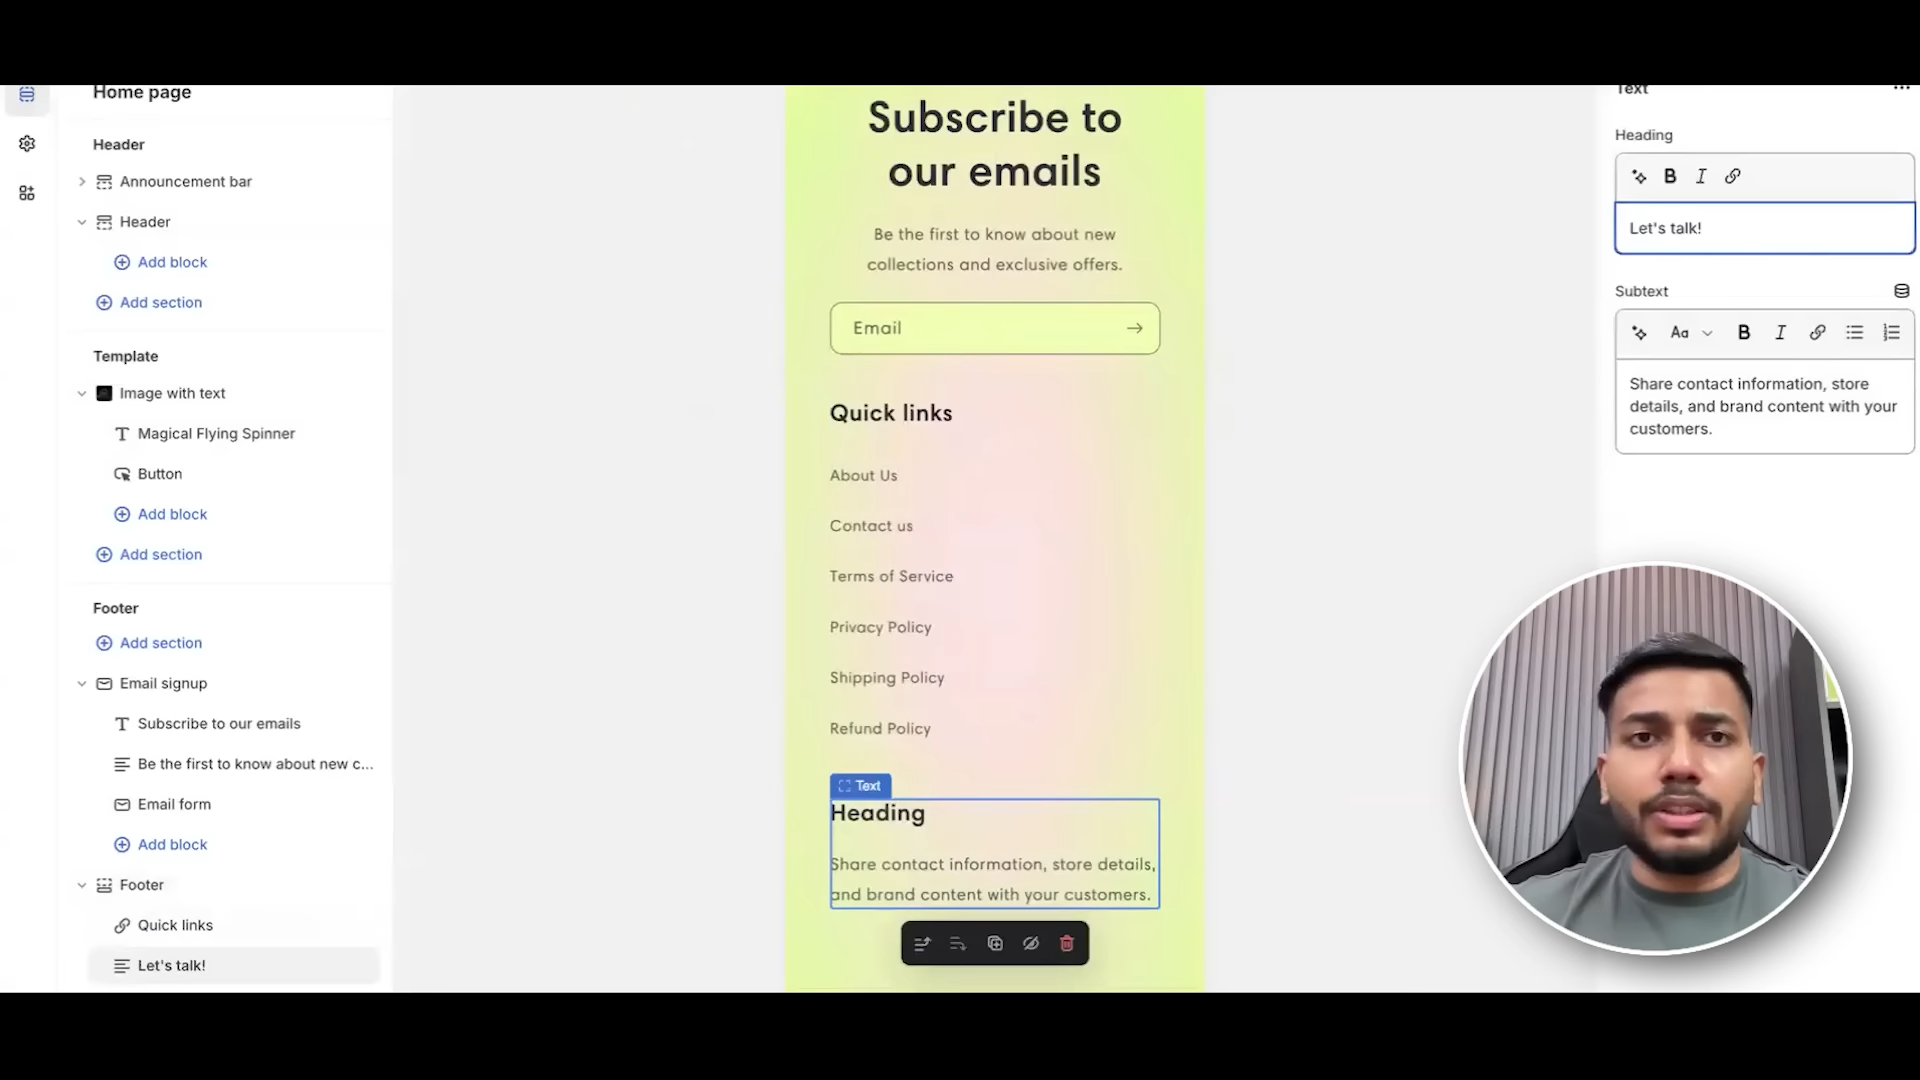 Home page
Header
Announcement bar
Header
Add block
Add section
Template
Image with text
Magical Flying Spinner
Button
Add block
Add section
Footer
Add section
Email signup
Subscribe to our emails
Be the first to know about new c...
Email form
Add block
Footer
Quick links
Let's talk!
Subscribe to
our emails
Be the first to know about new
collections and exclusive offers.
Email
Quick links
About Us
Contact us
Terms of Service
Privacy Policy
Shipping Policy
Refund Policy
Text
Heading
Share contact information, store details,
and brand content with your customers.
Text
Heading
B I
Let's talk!
Subtext
Aa B I
Share contact information, store
details, and brand content with your
customers.